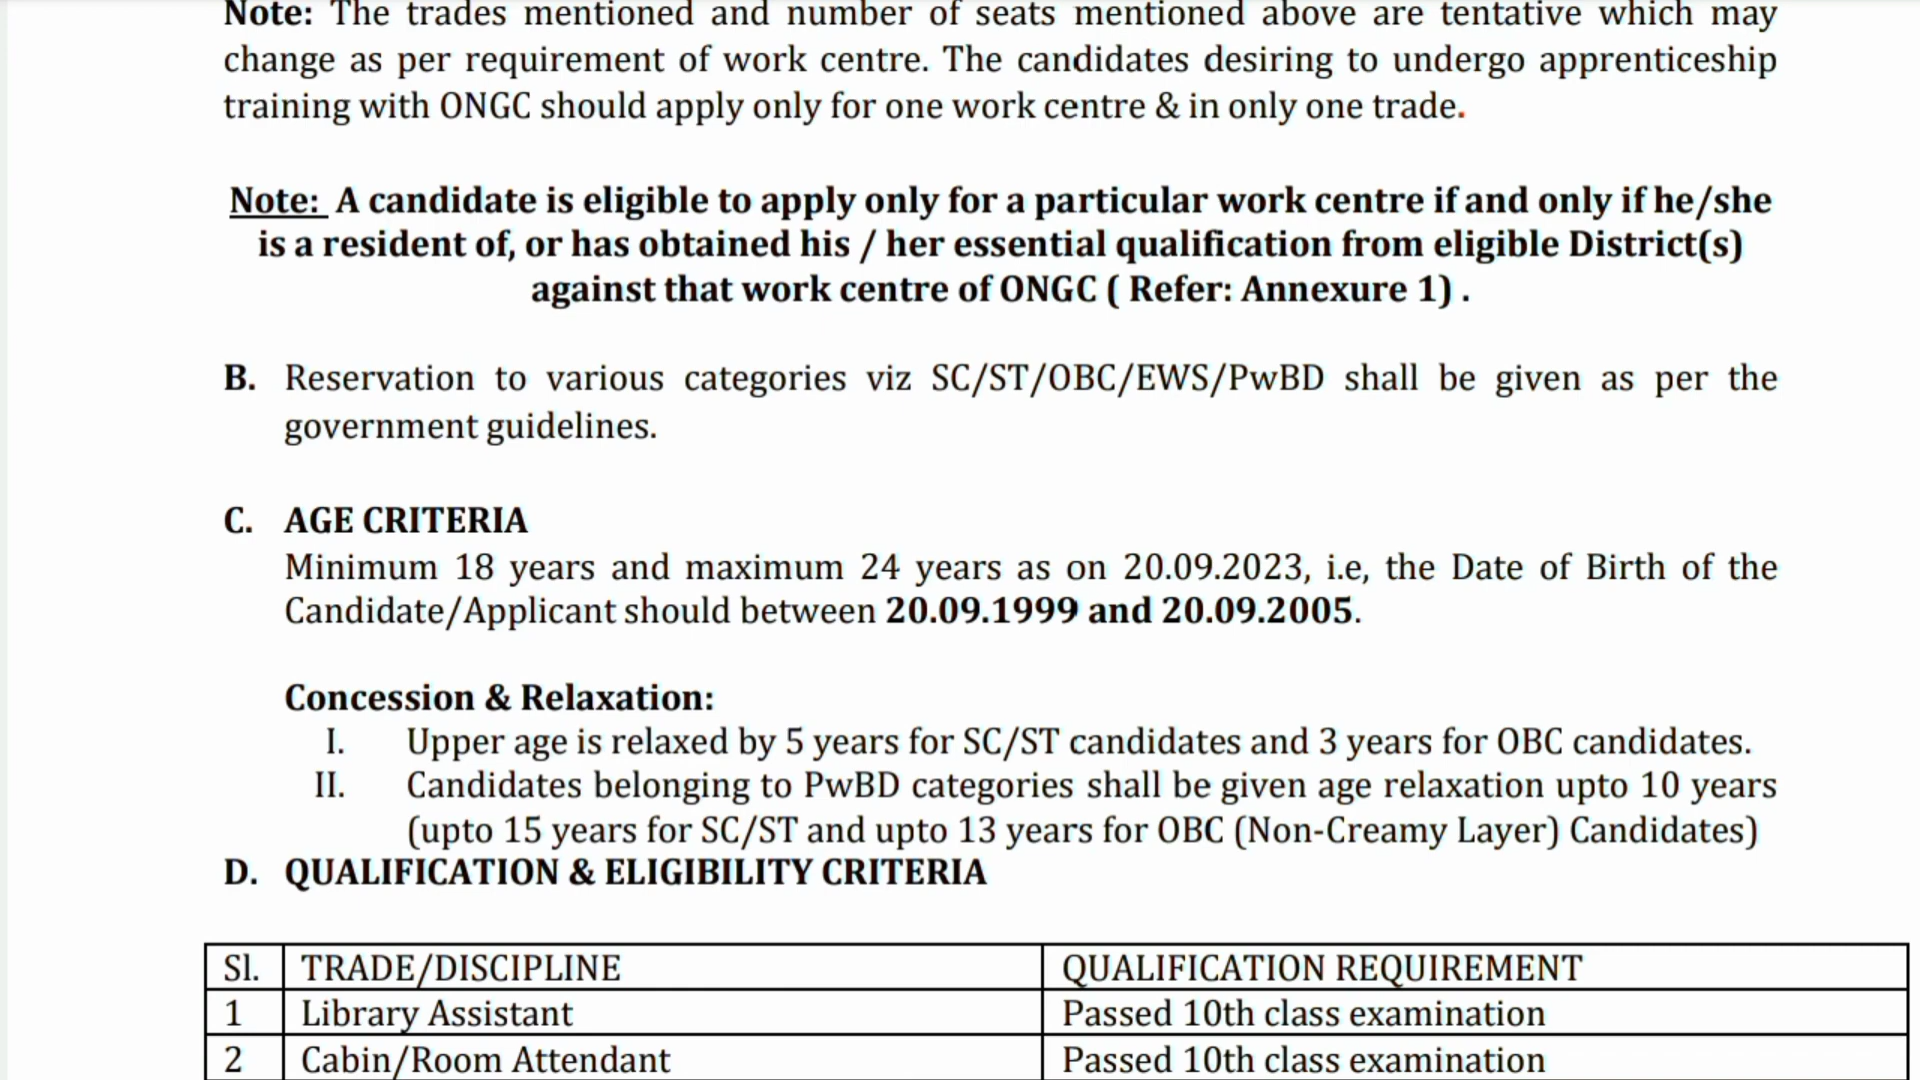 Note: The trades mentioned and number of seats mentioned above are tentative which may
change as per requirement of work centre. The candidates desiring to undergo apprenticeship
training with ONGC should apply only for one work centre & in only one trade.
Note: A candidate is eligible to apply only for a particular work centre if and only if he/she
is a resident of, or has obtained his / her essential qualification from eligible District(s)
against that work centre of ONGC ( Refer: Annexure 1) .
B. Reservation to various categories viz SC/ST/OBC/EWS/PwBD shall be given as per the
government guidelines.
C. AGE CRITERIA
Minimum 18 years and maximum 24 years as on 20.09.2023, i.e, the Date of Birth of the
Candidate/Applicant should between 20.09.1999 and 20.09.2005.
Concession & Relaxation:
I. Upper age is relaxed by 5 years for SC/ST candidates and 3 years for OBC candidates.
II. Candidates belonging to PwBD categories shall be given age relaxation upto 10 years
(upto 15 years for SC/ST and upto 13 years for OBC (Non-Creamy Layer) Candidates)
D. QUALIFICATION & ELIGIBILITY CRITERIA
Sl. TRADE/DISCIPLINE QUALIFICATION REQUIREMENT
1 Library Assistant Passed 10th class examination
2 Cabin/Room Attendant Passed 10th class examination